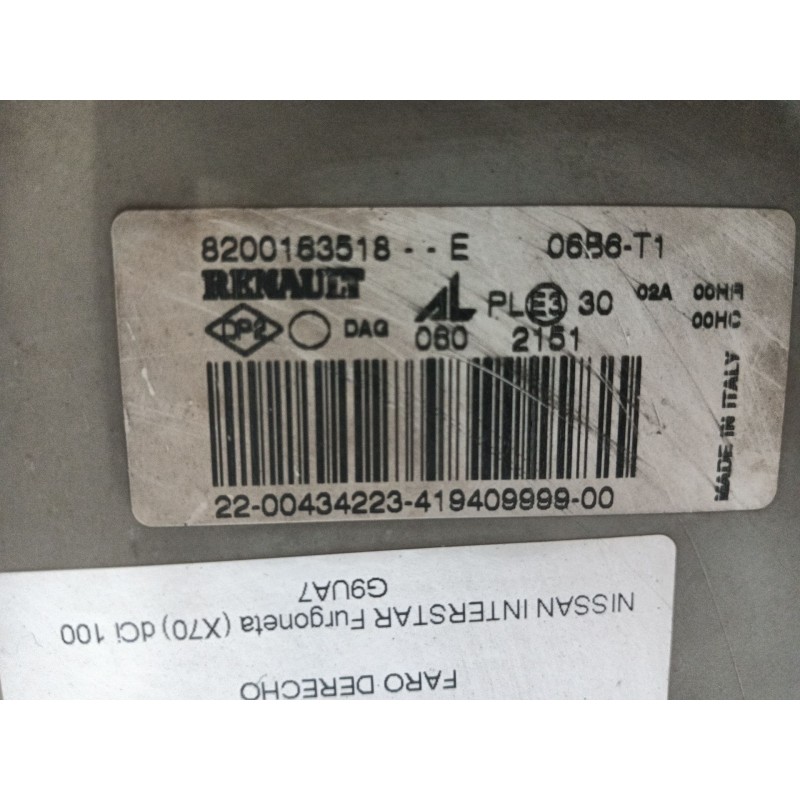 8200163518--E 06B6-T1
RENAULT
AL PL E3 30 02A 00HR
00HC
DP2 DAG 060 2151
MADE IN ITALY
22-00434223-419409999-00
NISSAN INTERSTAR Furgoneta (X70) dCi 100
G9UA7
FARO DERECHO